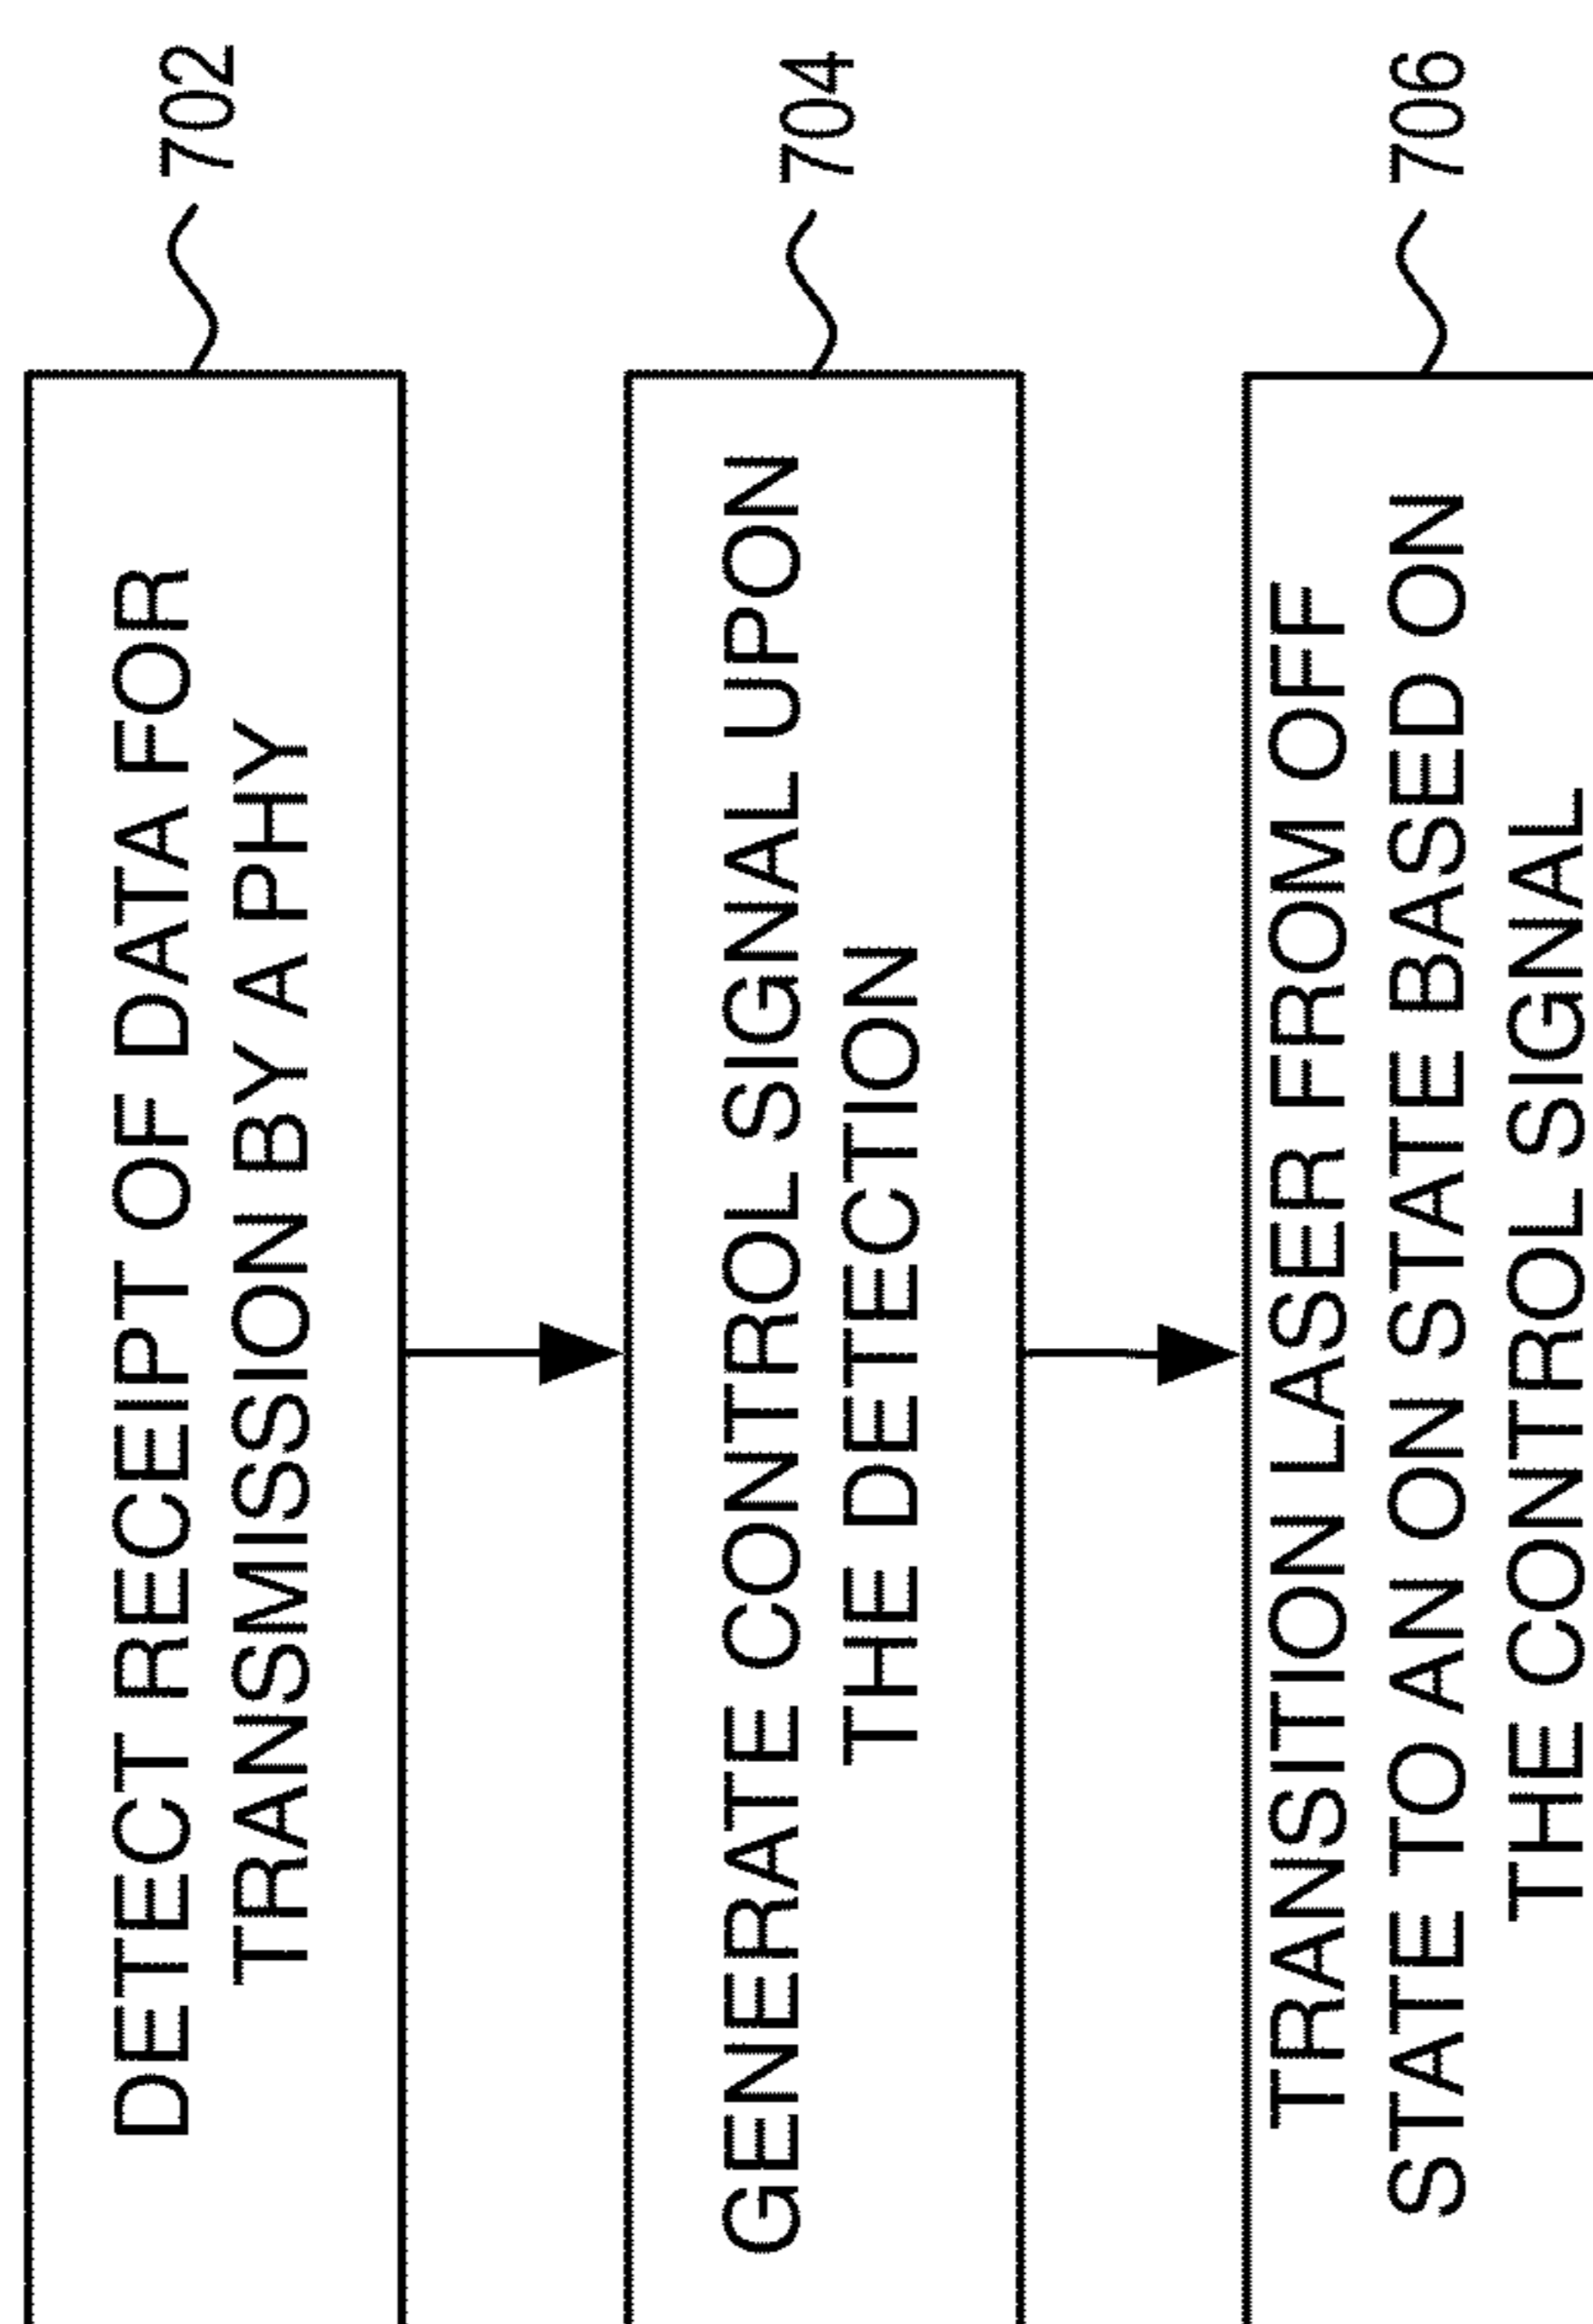 702
DETECT RECEIPT OF DATA FOR
TRANSMISSION BY A PHY
704
GENERATE CONTROL SIGNAL UPON
THE DETECTION
706
TRANSITION LASER FROM OFF
STATE TO AN ON STATE BASED ON
THE CONTROL SIGNAL